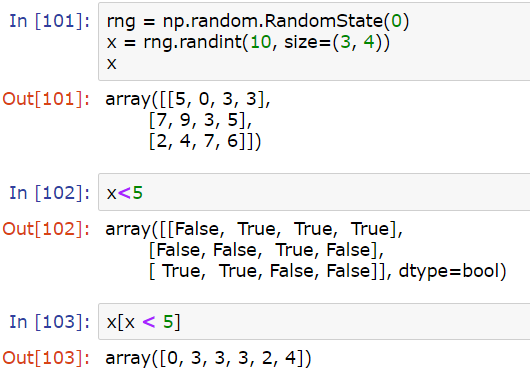 In [101]: rng = np.random.RandomState(0)
x = rng.randint(10, size=(3, 4))
x
Out[101]: array([[5, 0, 3, 3],
[7, 9, 3, 5],
[2, 4, 7, 6]])
In [102]: x<5
Out[102]: array([[False,  True,  True,  True],
[False, False,  True, False],
[ True,  True, False, False]], dtype=bool)
In [103]: x[x < 5]
Out[103]: array([0, 3, 3, 3, 2, 4])